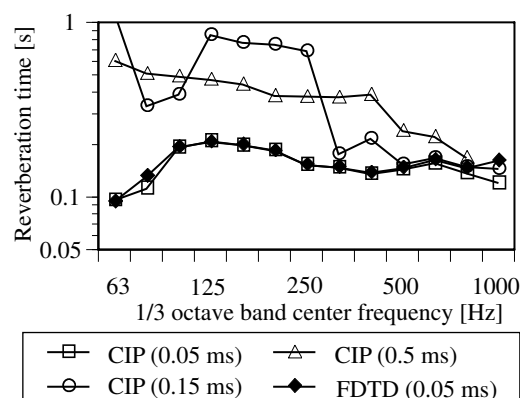 Reverberation time [s]
1
0.1
0.05
63 125 250 500 1000
1/3 octave band center frequency [Hz]
CIP (0.05 ms) CIP (0.5 ms)
CIP (0.15 ms) FDTD (0.05 ms)